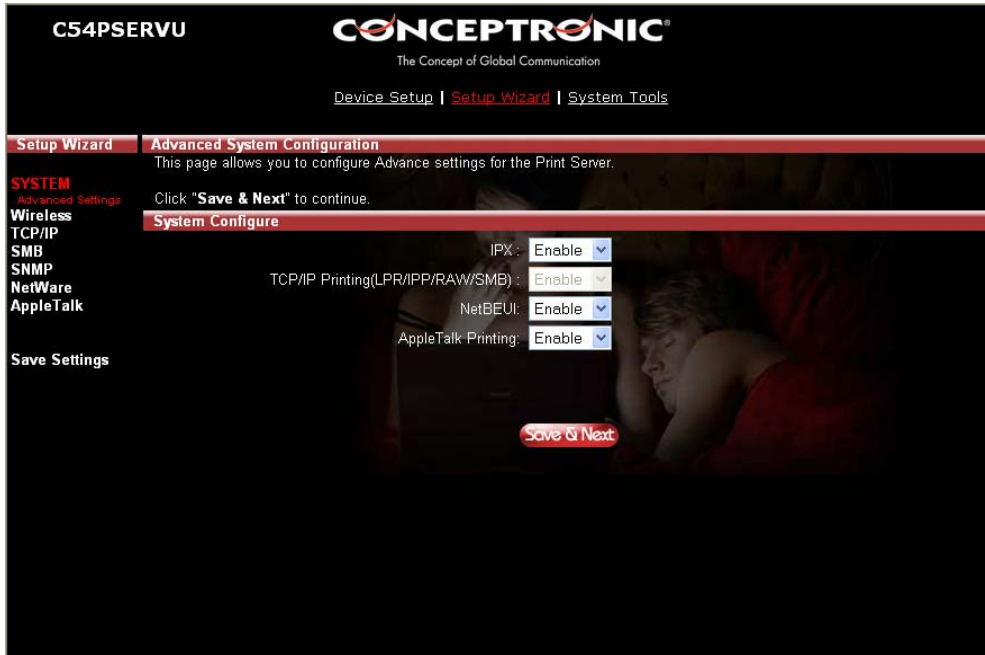 C54PSERVU
CONCEPTRONIC®
The Concept of Global Communication
Device Setup | Setup Wizard | System Tools
Setup Wizard
SYSTEM
Advanced Settings
Wireless
TCP/IP
SMB
SNMP
NetWare
AppleTalk
Save Settings
Advanced System Configuration
This page allows you to configure Advance settings for the Print Server.
Click "Save & Next" to continue.
System Configure
IPX : Enable
TCP/IP Printing(LPR/IPP/RAW/SMB) : Enable
NetBEUI: Enable
AppleTalk Printing: Enable
Save & Next